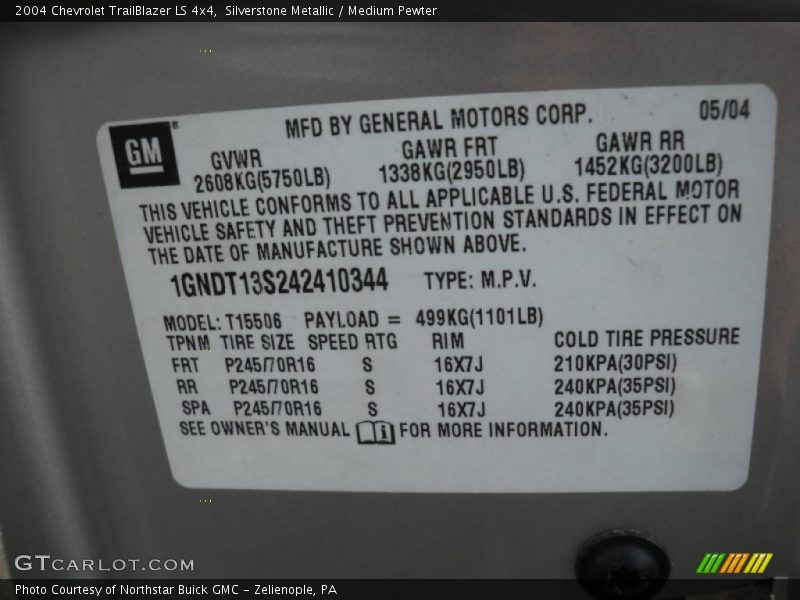 2004 Chevrolet TrailBlazer LS 4x4,  Silverstone Metallic / Medium Pewter
GM®
MFD BY GENERAL MOTORS CORP.
05/04
GVWR GAWR FRT GAWR RR
2608KG(5750LB) 1338KG(2950LB) 1452KG(3200LB)
THIS VEHICLE CONFORMS TO ALL APPLICABLE U.S. FEDERAL MOTOR
VEHICLE SAFETY AND THEFT PREVENTION STANDARDS IN EFFECT ON
THE DATE OF MANUFACTURE SHOWN ABOVE.
1GNDT13S242410344 TYPE: M.P.V.
MODEL: T15506 PAYLOAD = 499KG(1101LB)
TPNM TIRE SIZE SPEED RTG RIM COLD TIRE PRESSURE
FRT P245/70R16 S 16X7J 210KPA(30PSI)
RR P245/70R16 S 16X7J 240KPA(35PSI)
SPA P245/70R16 S 16X7J 240KPA(35PSI)
SEE OWNER'S MANUAL FOR MORE INFORMATION.
GTCARLOT.COM
Photo Courtesy of Northstar Buick GMC - Zelienople, PA